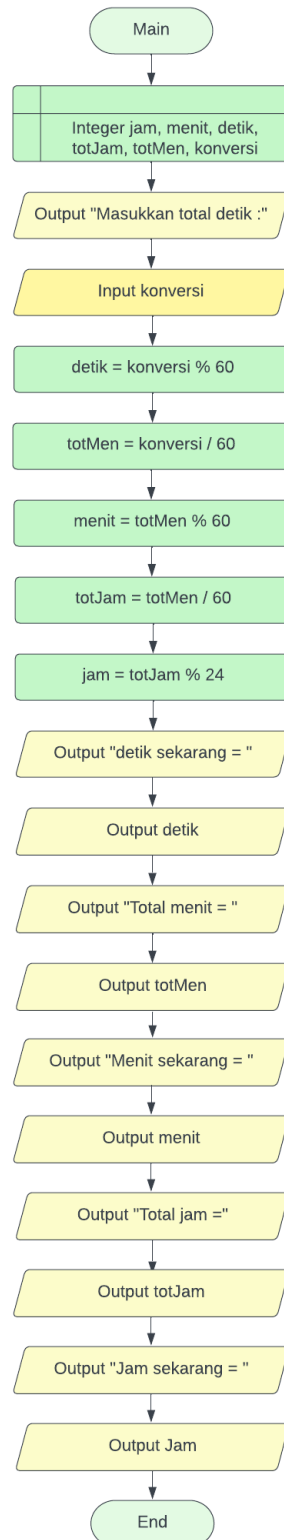 Main
Integer jam, menit, detik,
totJam, totMen, konversi
Output "Masukkan total detik :"
Input konversi
detik = konversi % 60
totMen = konversi / 60
menit = totMen % 60
totJam = totMen / 60
jam = totJam % 24
Output "detik sekarang = "
Output detik
Output "Total menit = "
Output totMen
Output "Menit sekarang = "
Output menit
Output "Total jam ="
Output totJam
Output "Jam sekarang = "
Output Jam
End